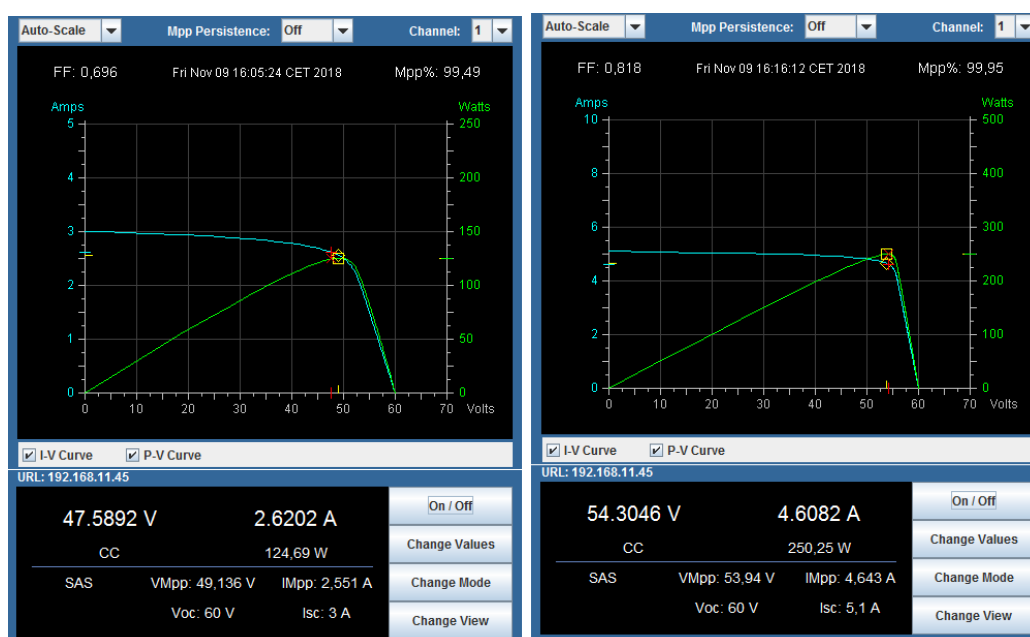 Auto-Scale Mpp Persistence: Off Channel: 1
FF: 0,696 Fri Nov 09 16:05:24 CET 2018 Mpp%: 99,49
Amps Watts
5 250
4 200
3 150
2 100
1 50
0 0
0 10 20 30 40 50 60 70 Volts
I-V Curve P-V Curve
URL: 192.168.11.45
47.5892 V 2.6202 A
CC 124,69 W
SAS VMpp: 49,136 V IMpp: 2,551 A
Voc: 60 V Isc: 3 A
On / Off
Change Values
Change Mode
Change View
Auto-Scale Mpp Persistence: Off Channel: 1
FF: 0,818 Fri Nov 09 16:16:12 CET 2018 Mpp%: 99,95
Amps Watts
10 500
8 400
6 300
4 200
2 100
0 0
0 10 20 30 40 50 60 70 Volts
I-V Curve P-V Curve
URL: 192.168.11.45
54.3046 V 4.6082 A
CC 250,25 W
SAS VMpp: 53,94 V IMpp: 4,643 A
Voc: 60 V Isc: 5,1 A
On / Off
Change Values
Change Mode
Change View